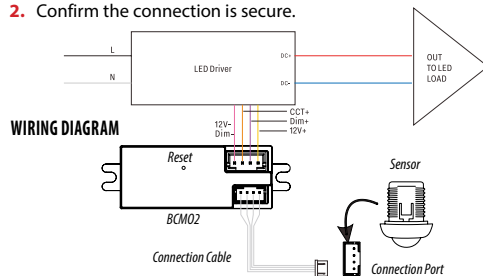 2. Confirm the connection is secure.
L
N
LED Driver
DC+
DC-
OUT
TO LED
LOAD
CCT+
Dim+
12V+
12V-
Dim-
WIRING DIAGRAM
Reset
BCM02
Sensor
Connection Cable
Connection Port